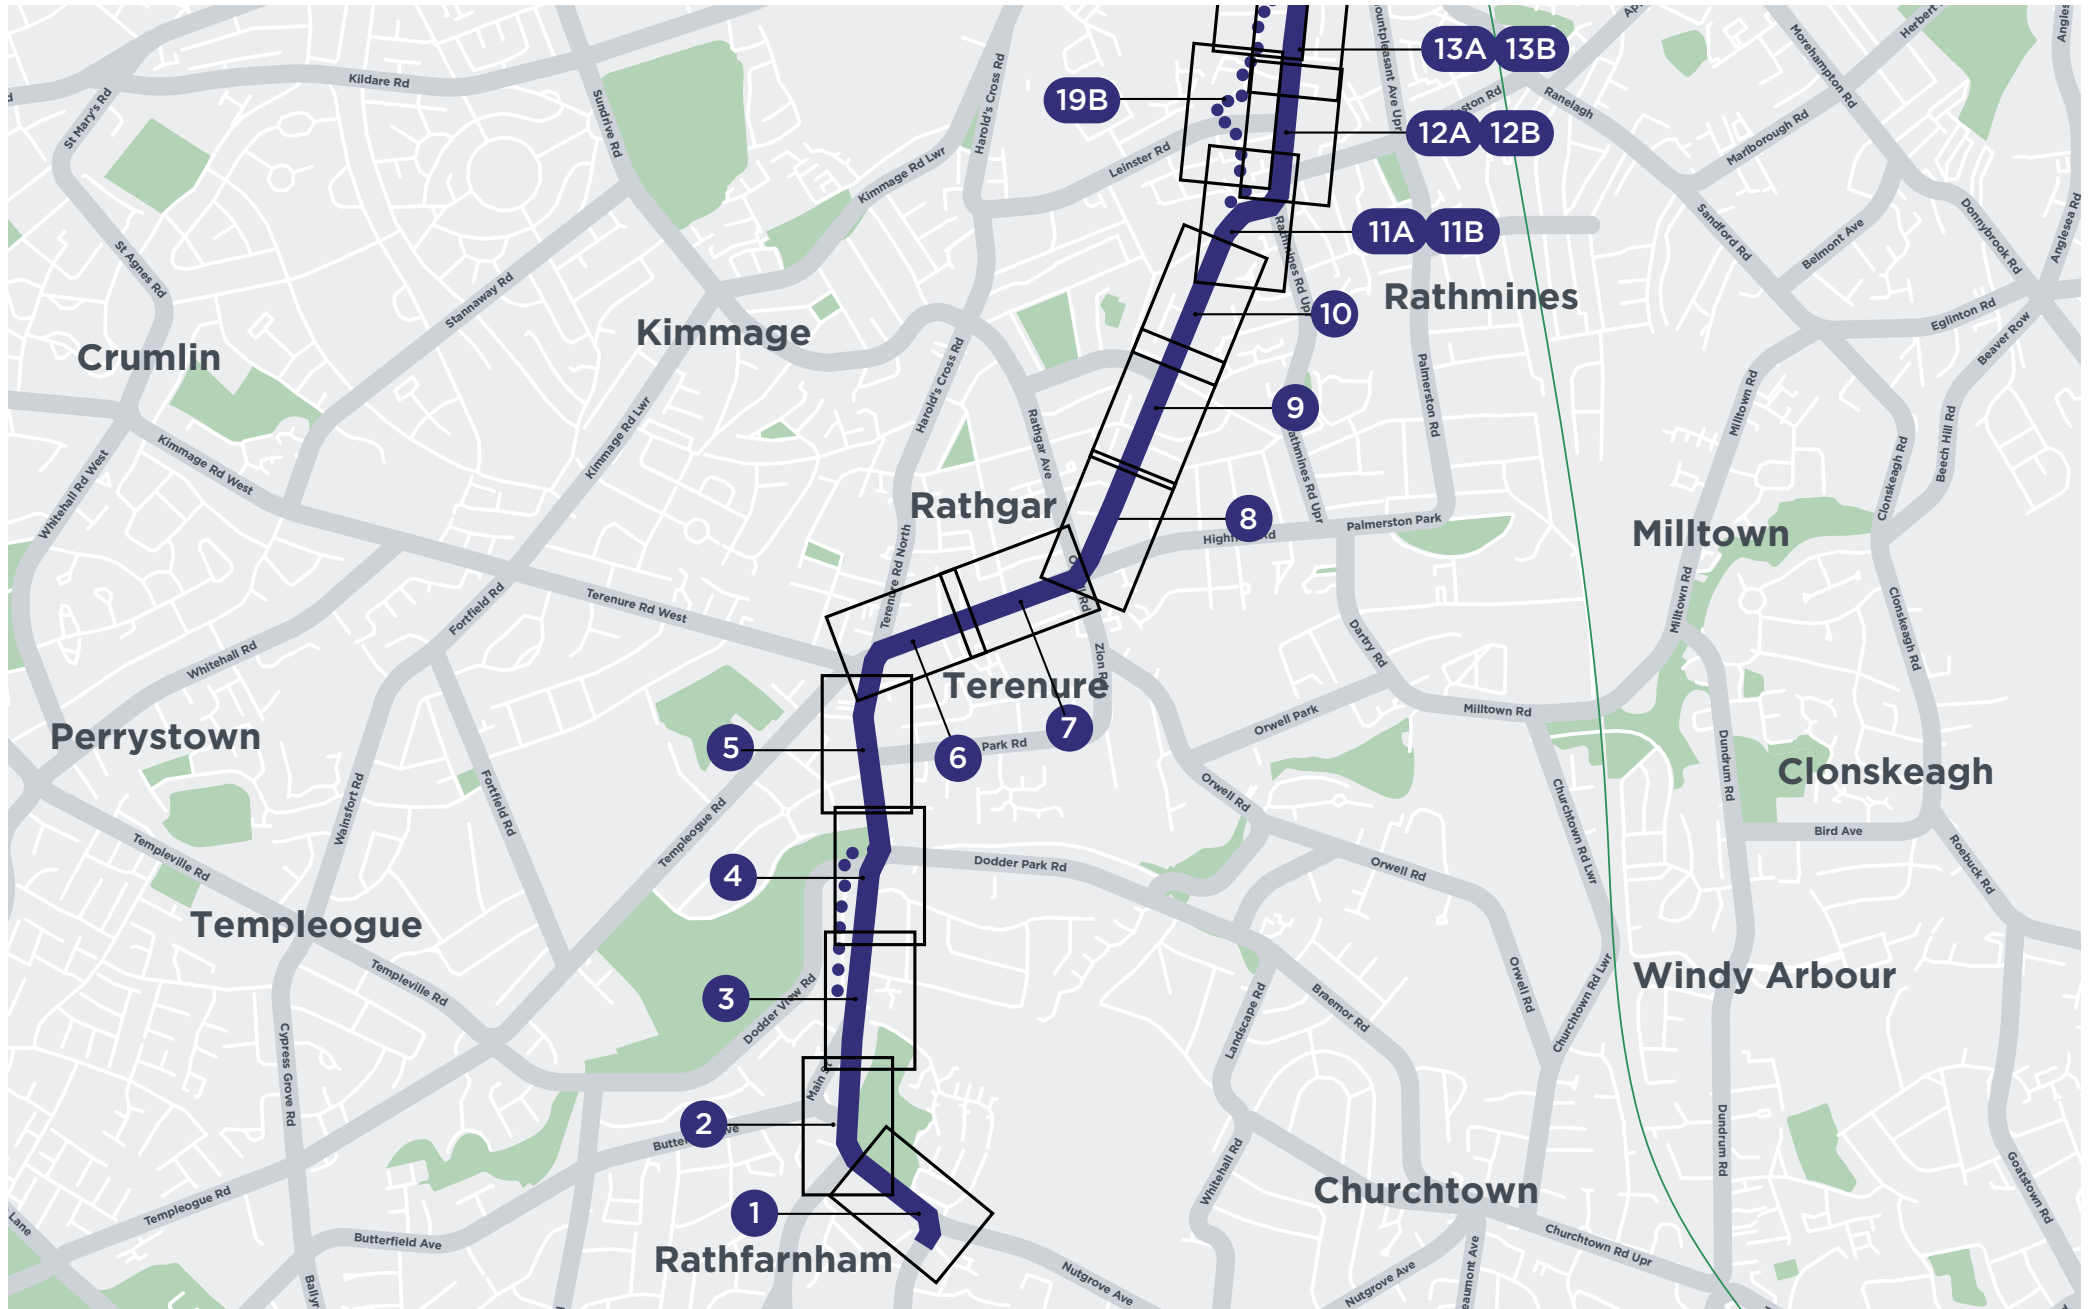 Kildare Rd
St Mary's Rd
Sundrive Rd
Harold's Cross Rd
Mountpleasant Ave Upr
13A 13B
Morehampton Rd
19B
Ranelagh
12A 12B
Marlborough Rd
Leinster Rd
Kimmage Rd Lwr
St Agnes Rd
Stannaway Rd
11A 11B
Rathmines Rd Upr
Sandford Rd
Belmont Ave
Donnybrook Rd
Anglesea Rd
Rathmines
10
Eglinton Rd
Beaver Row
Kimmage
Crumlin
Harold's Cross Rd
Palmerston Rd
Milltown Rd
9
Rathgar Ave
Kimmage Rd Lwr
Kimmage Rd West
Whitehall Rd West
Rathmines Rd Upr
Clonskeagh Rd
Beech Hill Rd
Rathgar
8
Palmerston Park
Milltown
Terenure Rd North
Terenure Rd West
Fortfield Rd
Milltown Rd
Clonskeagh Rd
Whitehall Rd
Dartry Rd
Zion Rd
Terenure
Orwell Park
Milltown Rd
Perrystown
5
6
7
Park Rd
Clonskeagh
Dundrum Rd
Orwell Rd
Fortfield Rd
Wainsfort Rd
Templeogue Rd
Churchtown Rd Lwr
Bird Ave
Templeville Rd
4
Dodder Park Rd
Orwell Rd
Roebuck Rd
Templeogue
Windy Arbour
Templeville Rd
3
Dodder View Rd
Orwell Rd
Churchtown Rd Lwr
Braemor Rd
Landscape Rd
Cypress Grove Rd
Main St
2
Dundrum Rd
Whitehall Rd
Goatstown Rd
Churchtown
Templeogue Rd
1
Butterfield Ave
Rathfarnham
Churchtown Rd Upr
Nutgrove Ave
Nutgrove Ave
Lane